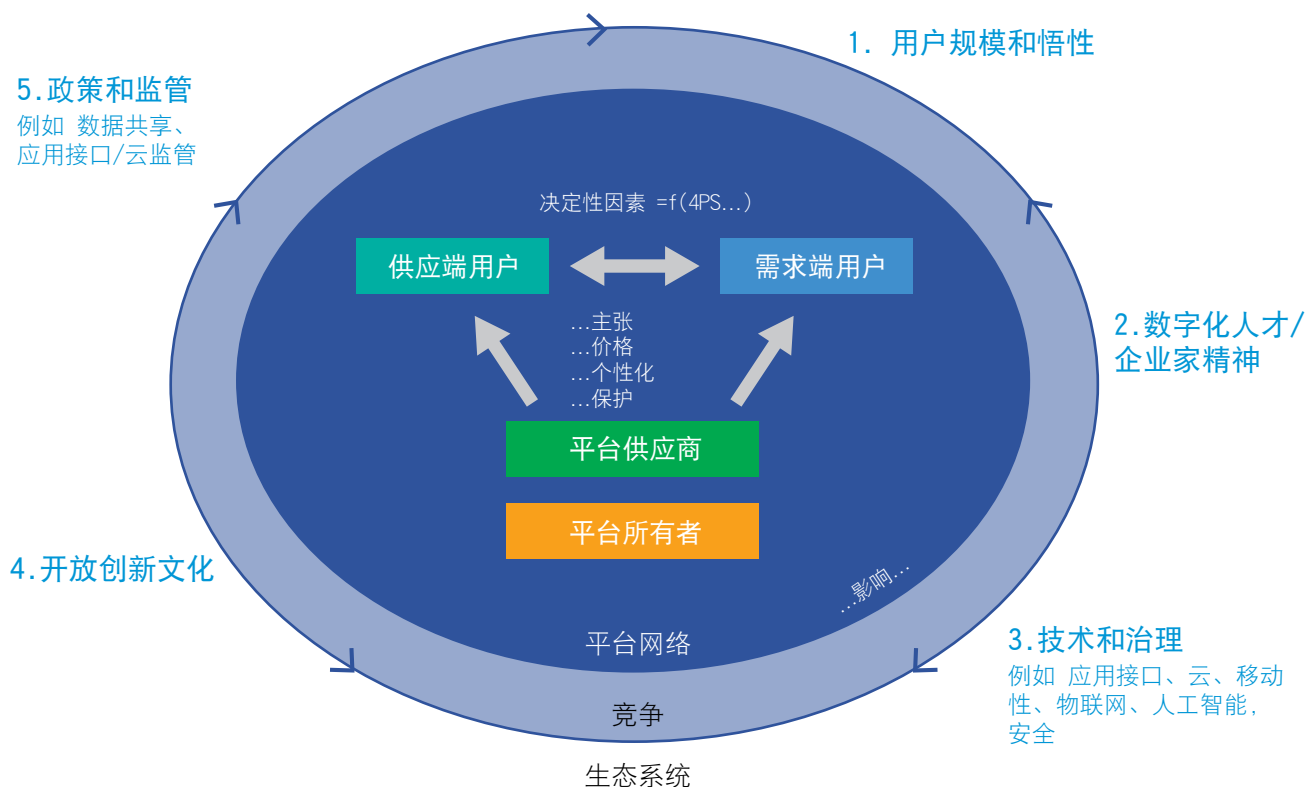 1. 用户规模和悟性
5.政策和监管
例如 数据共享、
应用接口/云监管
决定性因素 =f(4PS...)
供应端用户
需求端用户
...主张
...价格
...个性化
...保护
2.数字化人才/
企业家精神
平台供应商
平台所有者
4.开放创新文化
...影响...
平台网络
3.技术和治理
例如 应用接口、云、移动
性、物联网、人工智能,
安全
竞争
生态系统